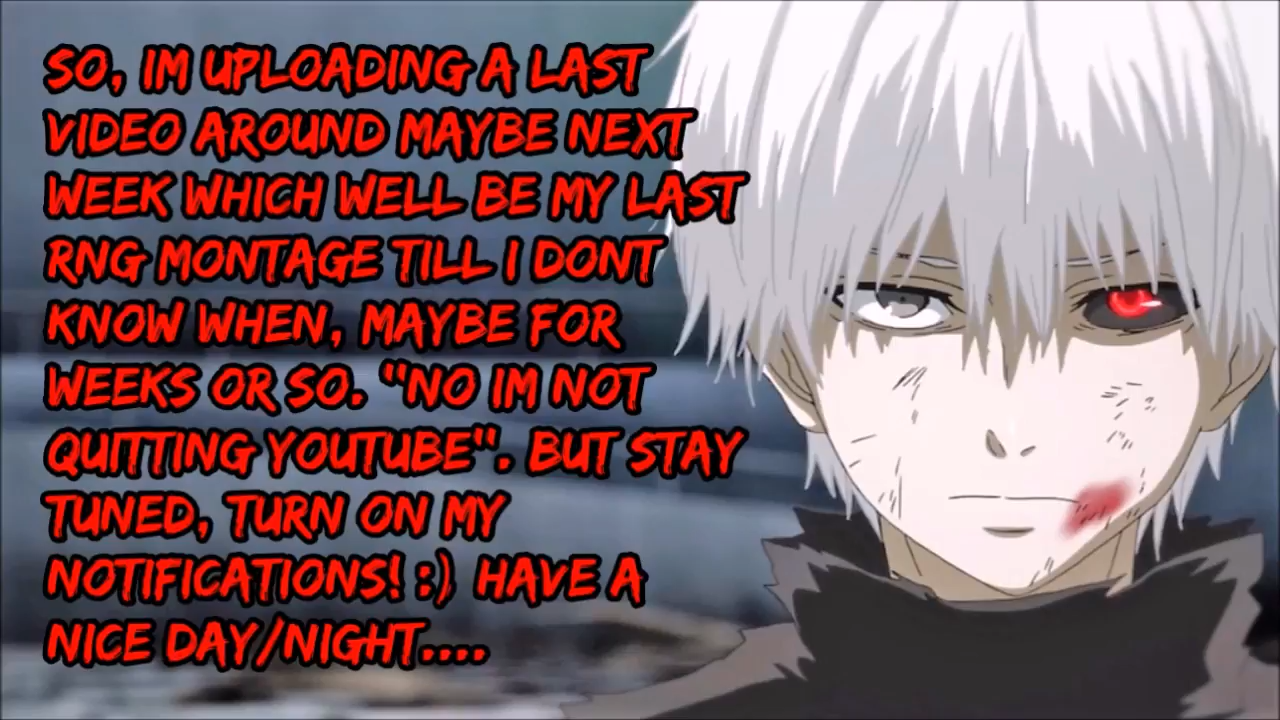 SO, IM UPLOADING A LAST
VIDEO AROUND MAYBE NEXT
WEEK WHICH WELL BE MY LAST
RNG MONTAGE TILL I DONT
KNOW WHEN, MAYBE FOR
WEEKS OR SO. "NO IM NOT
QUITTING YOUTUBE". BUT STAY
TUNED, TURN ON MY
NOTIFICATIONS! :) HAVE A
NICE DAY/NIGHT....